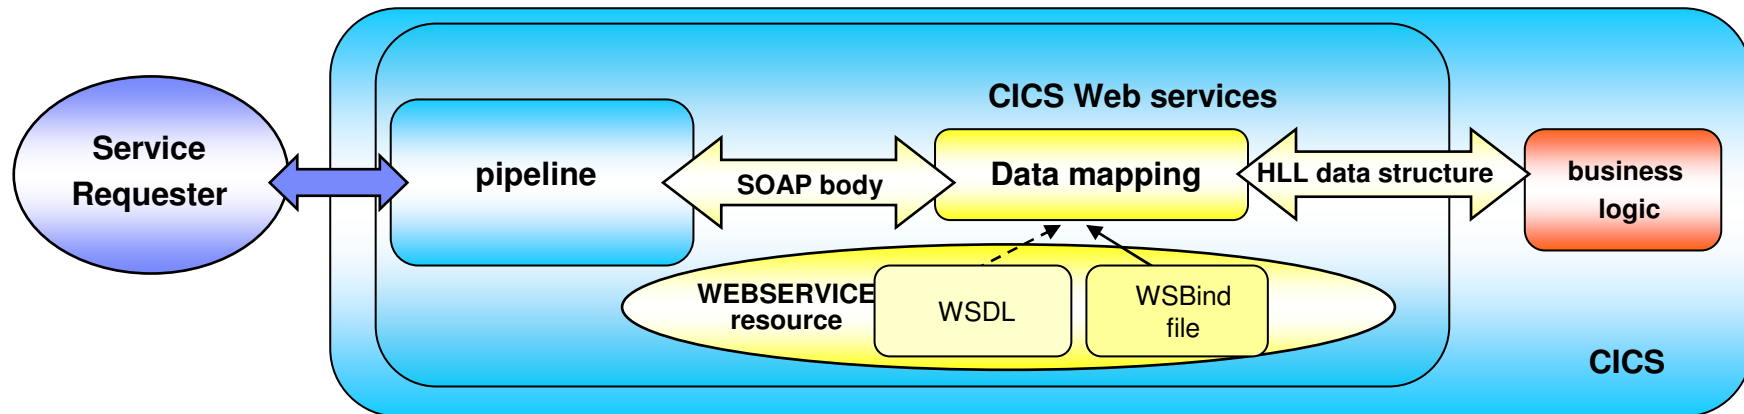 CICS Web services
Service
Requester
pipeline
SOAP body
Data mapping
HLL data structure
business
logic
WEBSERVICE
resource
WSDL
WSBind
file
CICS